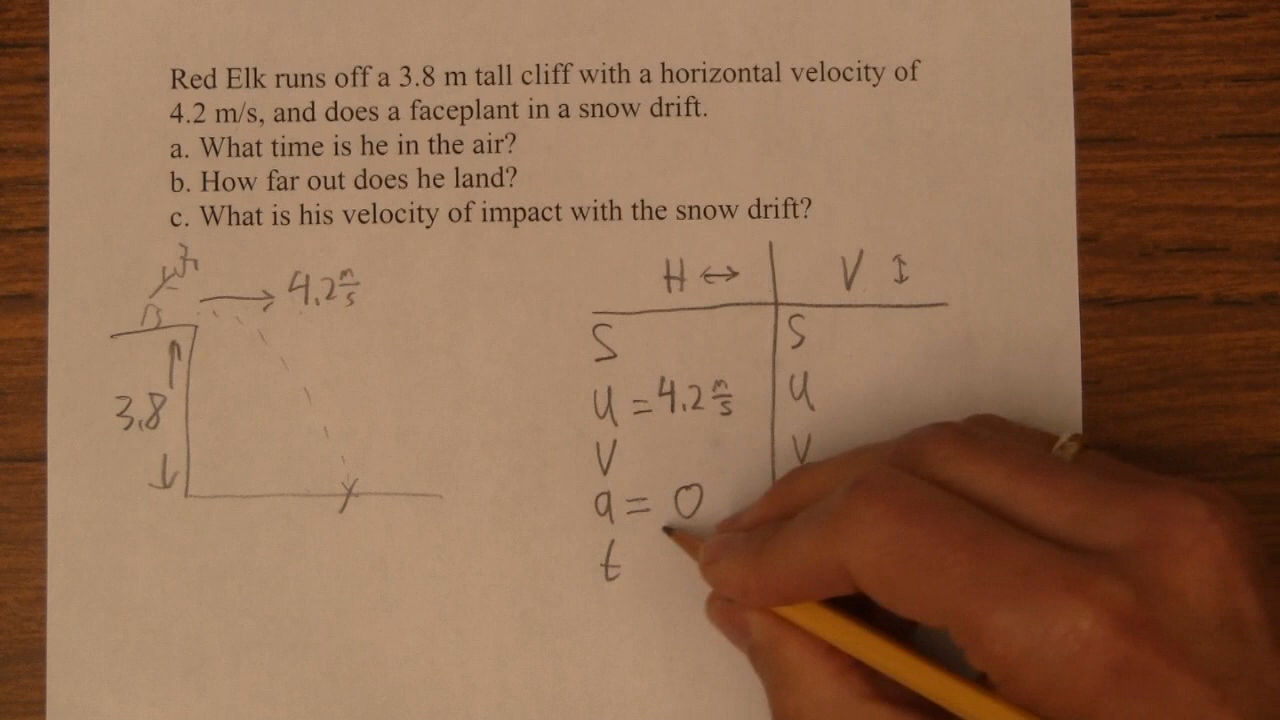 Red Elk runs off a 3.8 m tall cliff with a horizontal velocity of
4.2 m/s, and does a faceplant in a snow drift.
a. What time is he in the air?
b. How far out does he land?
c. What is his velocity of impact with the snow drift?
4.2 m/s
3.8
H ↔ V ↕
S S
u = 4.2 m/s u
V V
a = 0
t